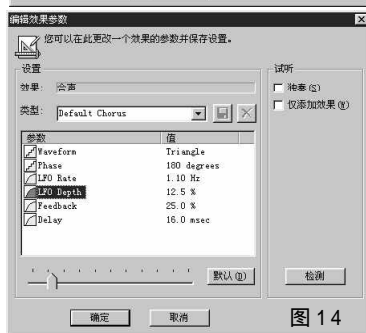 编辑效果参数
您可以在此更改一个效果的参数并保存设置。
设置
效果: 合声
类型: Default Chorus
参数 值
Waveform Triangle
Phase 180 degrees
LFO Rate 1.10 Hz
LFO Depth 12.5 %
Feedback 25.0 %
Delay 16.0 msec
默认(D)
试听
独奏(S)
仅添加效果(W)
检测
确定 取消
图14